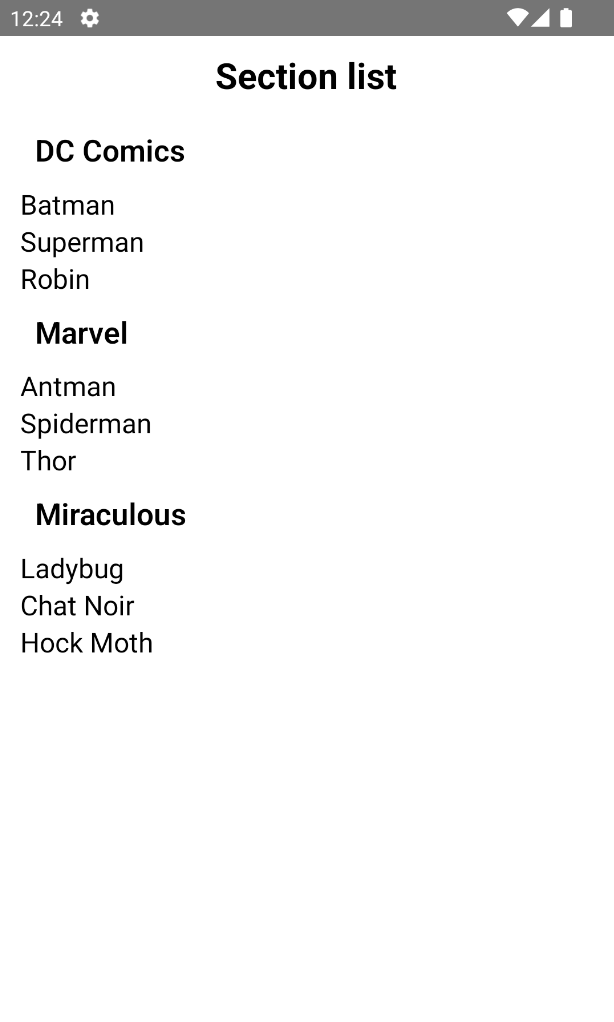 12:24
Section list
DC Comics
Batman
Superman
Robin
Marvel
Antman
Spiderman
Thor
Miraculous
Ladybug
Chat Noir
Hock Moth